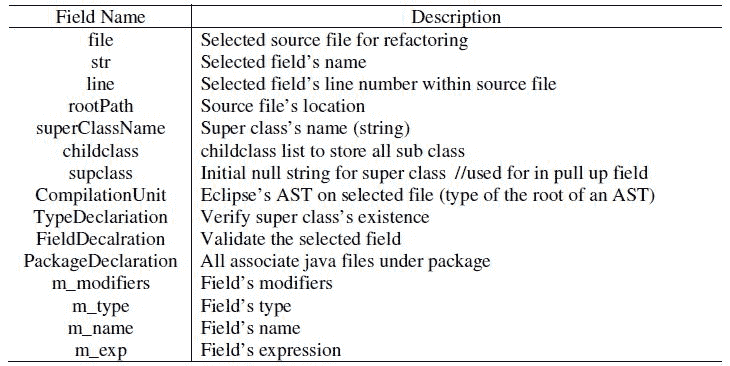 Field Name Description
file Selected source file for refactoring
str Selected field's name
line Selected field's line number within source file
rootPath Source file's location
superClassName Super class's name (string)
childclass childclass list to store all sub class
supclass Initial null string for super class //used for in pull up field
CompilationUnit Eclipse's AST on selected file (type of the root of an AST)
TypeDeclariation Verify super class's existence
FieldDecalration Validate the selected field
PackageDeclaration All associate java files under package
m_modifiers Field's modifiers
m_type Field's type
m_name Field's name
m_exp Field's expression